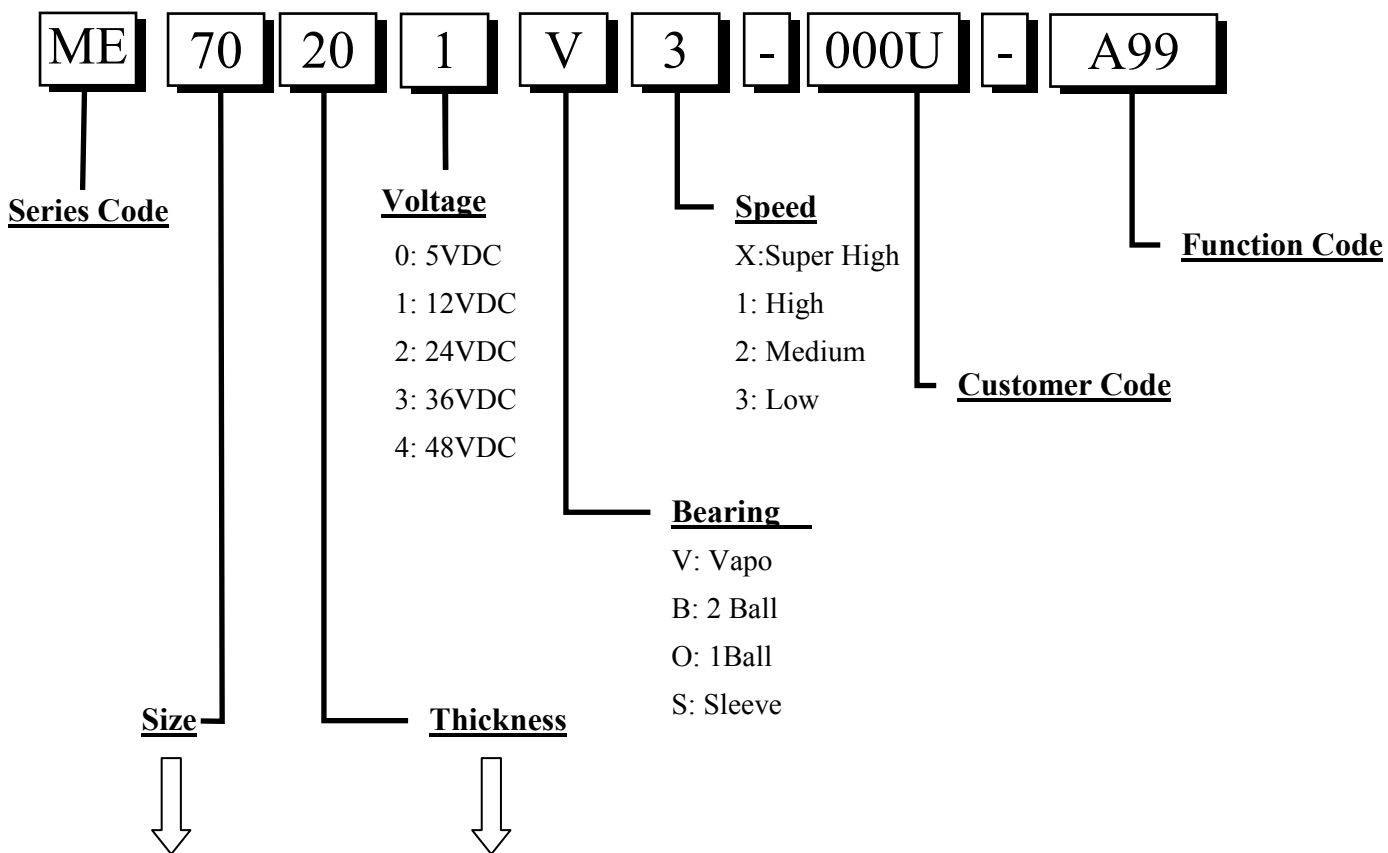 ME 70 20 1 V 3 - 000U - A99
Series Code
Voltage
0: 5VDC
1: 12VDC
2: 24VDC
3: 36VDC
4: 48VDC
Speed
X:Super High
1: High
2: Medium
3: Low
Function Code
Customer Code
Bearing
V: Vapo
B: 2 Ball
O: 1Ball
S: Sleeve
Size
Thickness